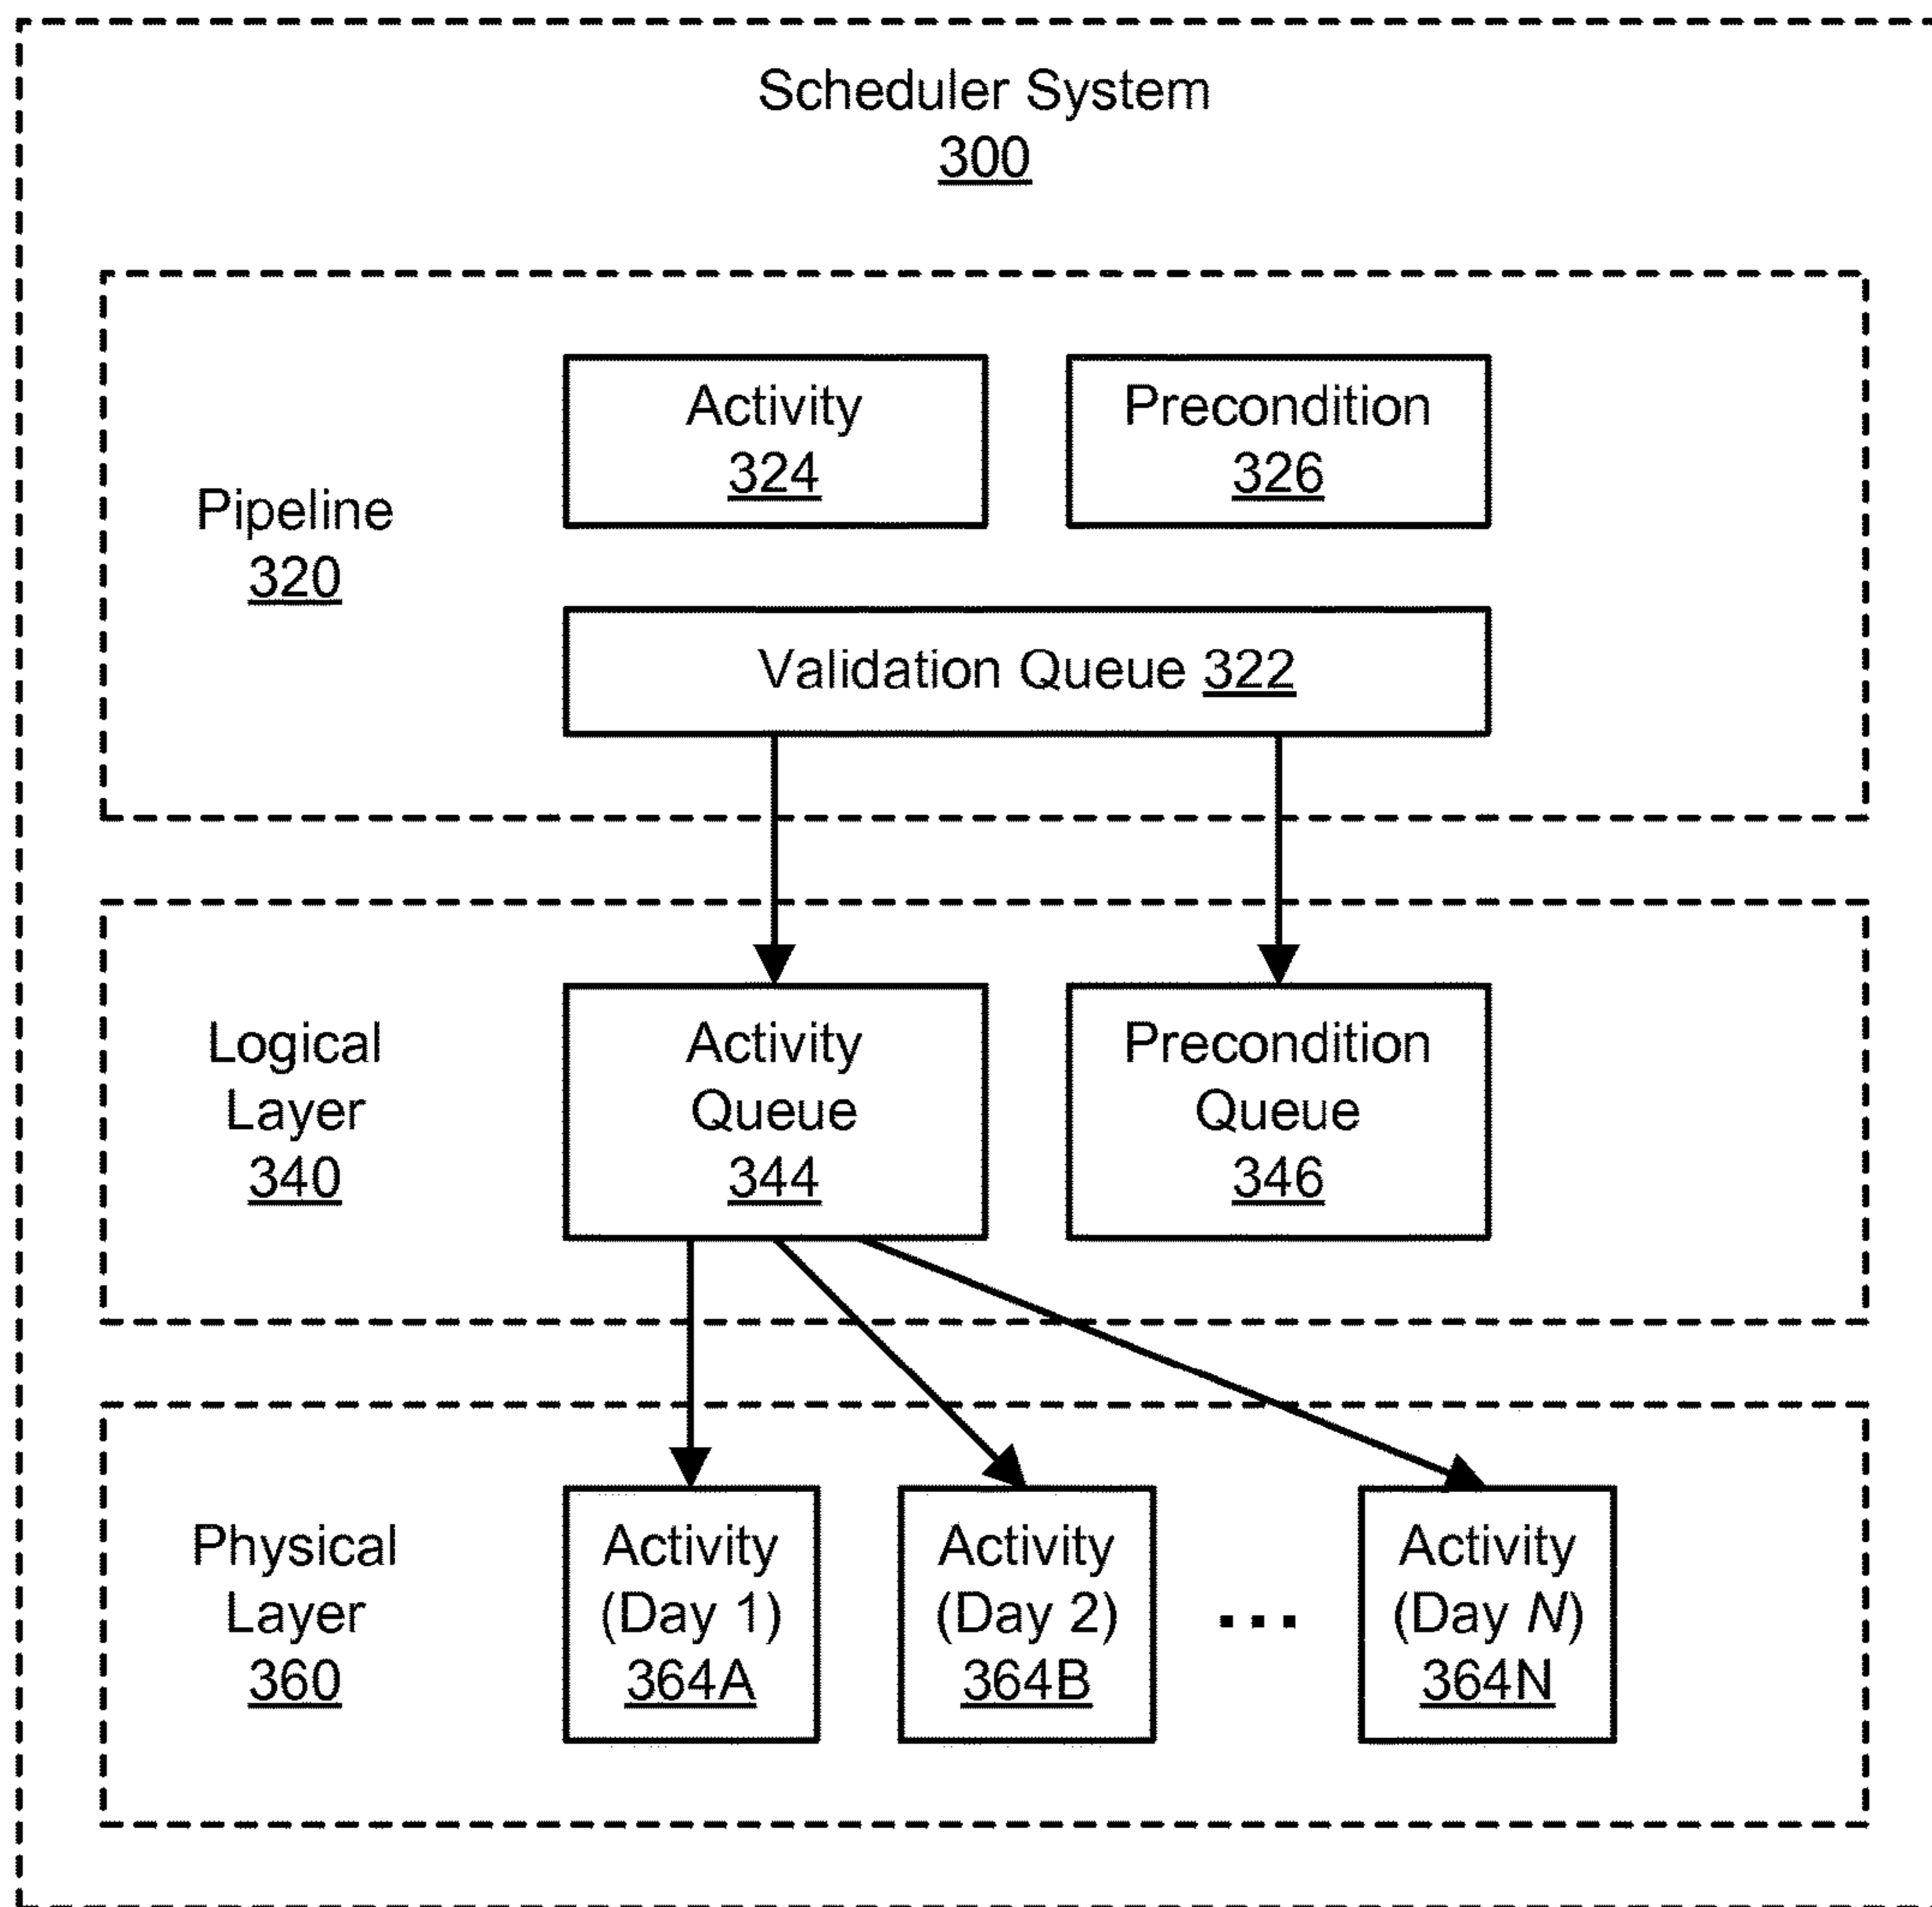 Scheduler System
300
Activity
324
Precondition
326
Pipeline
320
Validation Queue 322
Logical
Layer
340
Activity
Queue
344
Precondition
Queue
346
Physical
Layer
360
Activity
(Day 1)
364A
Activity
(Day 2)
364B
...
Activity
(Day N)
364N